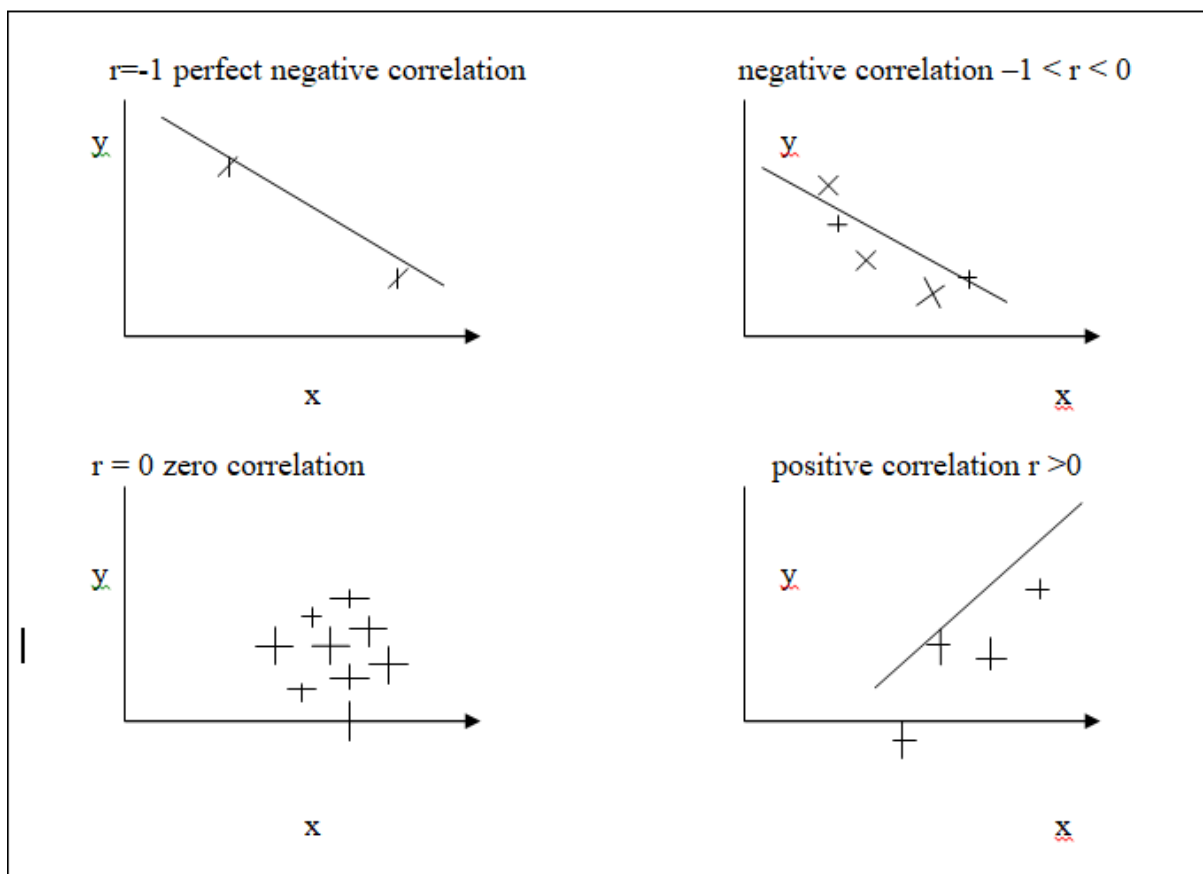 r=-1 perfect negative correlation
negative correlation –1 < r < 0
y
y
x
x
r = 0 zero correlation
positive correlation r >0
y
y
x
x